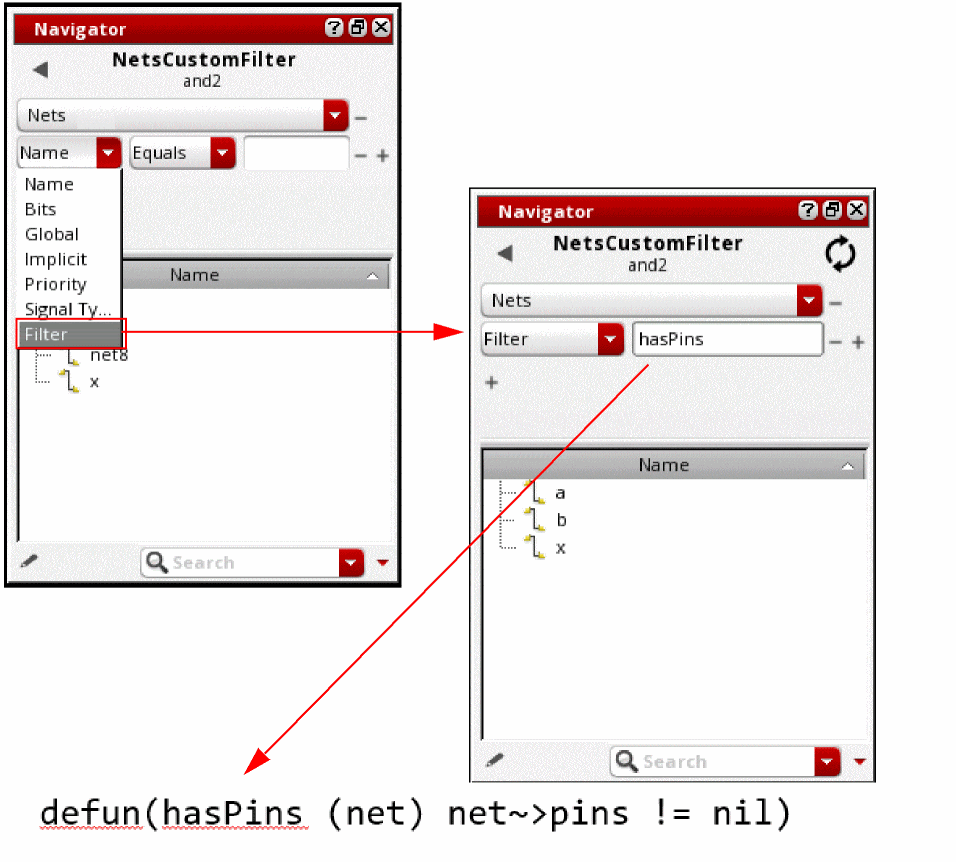 Navigator
NetsCustomFilter
and2
Nets
Name Equals
Name
Bits
Global
Implicit
Priority
Signal Ty...
Filter
Name
net8
x
Search
Navigator
NetsCustomFilter
and2
Nets
Filter hasPins
Name
a
b
x
Search
defun(hasPins (net) net~>pins != nil)